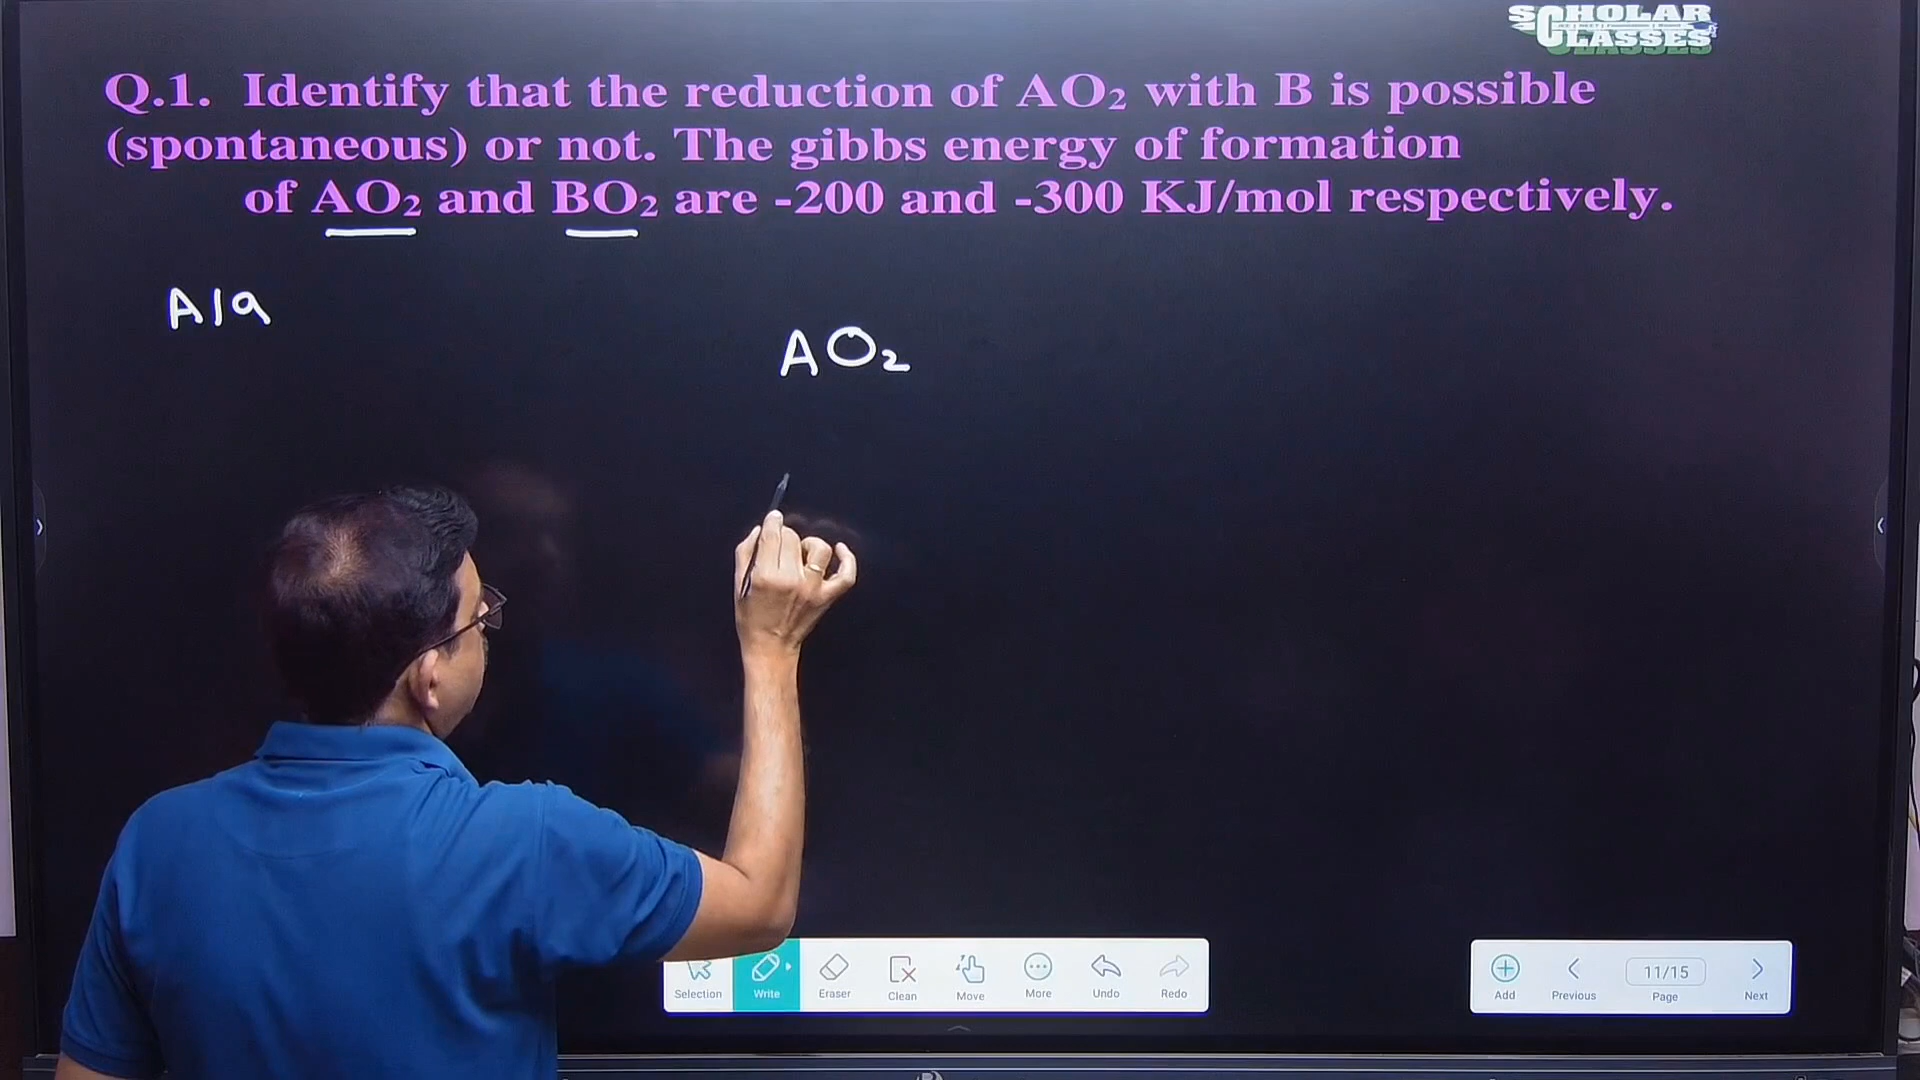 SCHOLAR
CLASSES
Q.1. Identify that the reduction of AO₂ with B is possible
(spontaneous) or not. The gibbs energy of formation
of AO₂ and BO₂ are -200 and -300 KJ/mol respectively.
A/q
AO₂
Selection
Write
Eraser
Clean
Move
More
Undo
Redo
Add
Previous
11/15
Page
Next